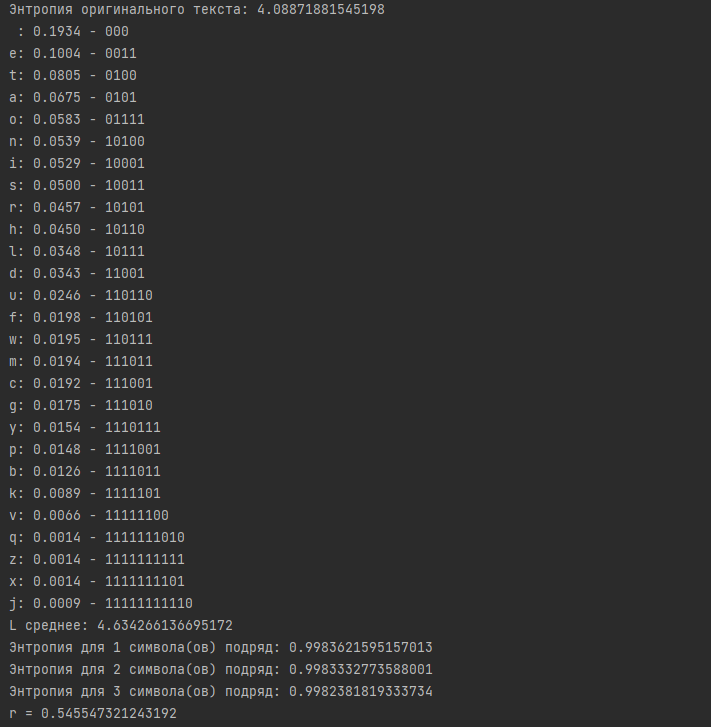 Энтропия оригинального текста: 4.08871881545198
 : 0.1934 - 000
e: 0.1004 - 0011
t: 0.0805 - 0100
a: 0.0675 - 0101
o: 0.0583 - 01111
n: 0.0539 - 10100
i: 0.0529 - 10001
s: 0.0500 - 10011
r: 0.0457 - 10101
h: 0.0450 - 10110
l: 0.0348 - 10111
d: 0.0343 - 11001
u: 0.0246 - 110110
f: 0.0198 - 110101
w: 0.0195 - 110111
m: 0.0194 - 111011
c: 0.0192 - 111001
g: 0.0175 - 111010
y: 0.0154 - 1110111
p: 0.0148 - 1111001
b: 0.0126 - 1111011
k: 0.0089 - 1111101
v: 0.0066 - 11111100
q: 0.0014 - 1111111010
z: 0.0014 - 1111111111
x: 0.0014 - 1111111101
j: 0.0009 - 11111111110
L среднее: 4.634266136695172
Энтропия для 1 символа(ов) подряд: 0.9983621595157013
Энтропия для 2 символа(ов) подряд: 0.9983332773588001
Энтропия для 3 символа(ов) подряд: 0.9982381819333734
r = 0.545547321243192